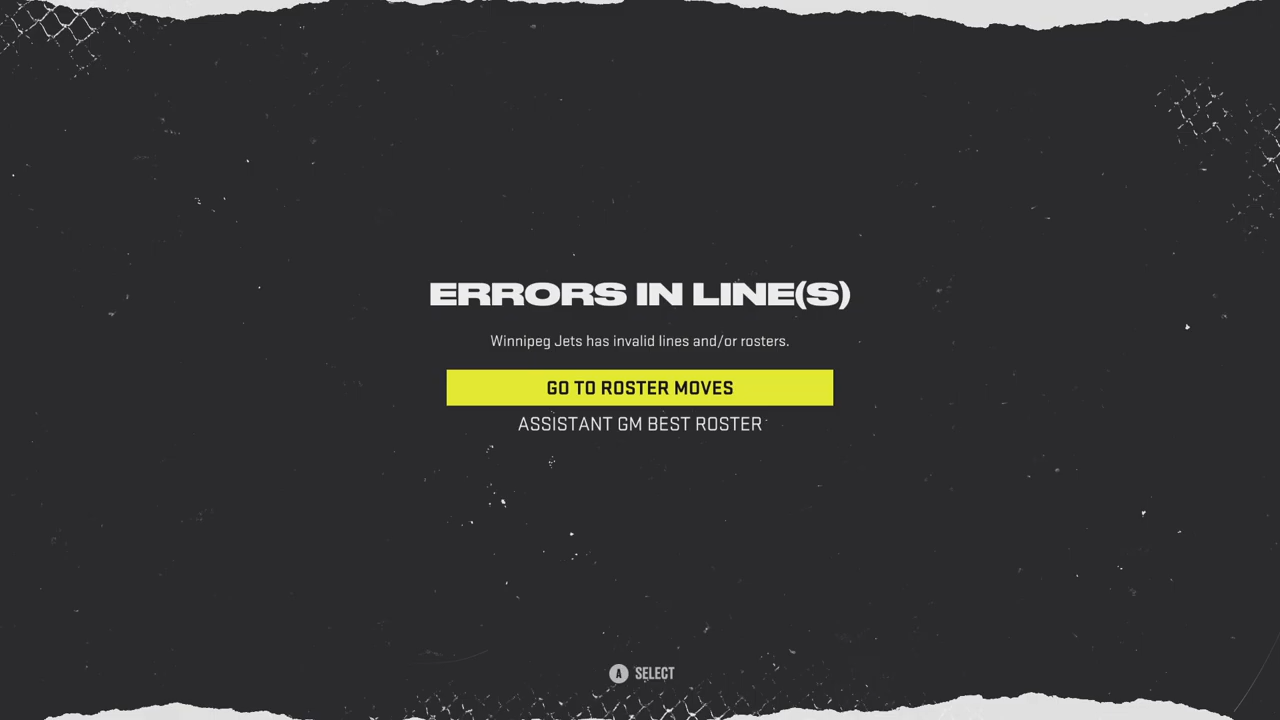 ERRORS IN LINE(S)
Winnipeg Jets has invalid lines and/or rosters.
GO TO ROSTER MOVES
ASSISTANT GM BEST ROSTER
A SELECT